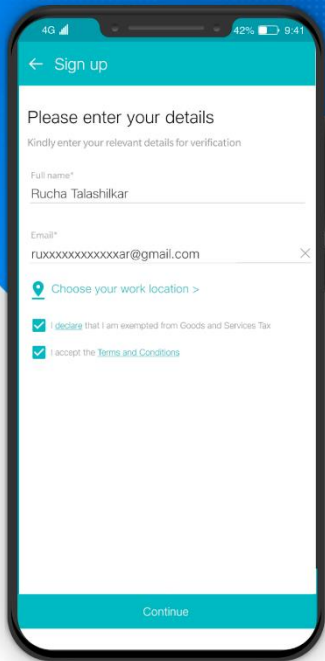 4G 42% 9:41
← Sign up
Please enter your details
Kindly enter your relevant details for verification
Full name*
Rucha Talashilkar
Email*
ruxxxxxxxxxxxxar@gmail.com
Choose your work location >
I declare that I am exempted from Goods and Services Tax
I accept the Terms and Conditions
Continue